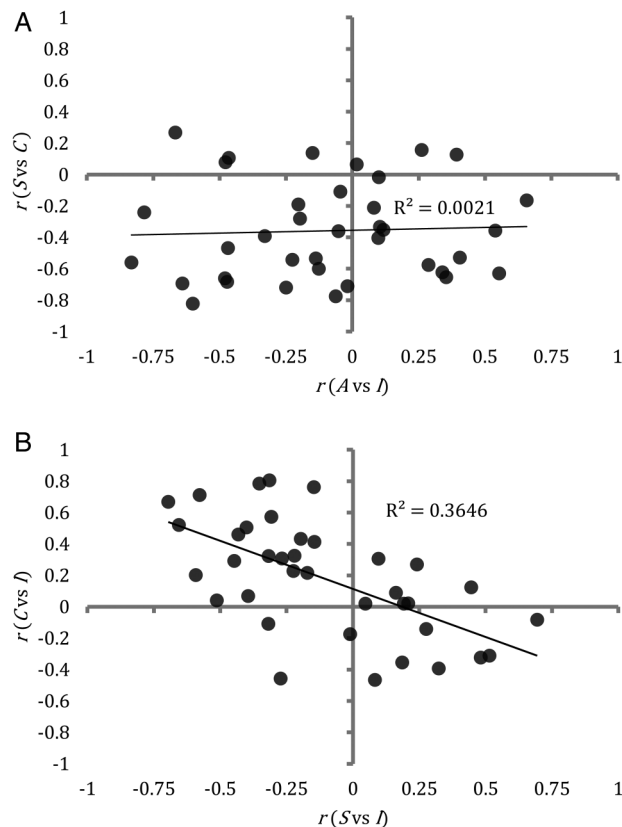 A
1
0.8
0.6
0.4
0.2
0
-0.2
-0.4
-0.6
-0.8
-1
r (S vs C)
R² = 0.0021
-1 -0.75 -0.5 -0.25 0 0.25 0.5 0.75 1
r (A vs I)
B
1
0.8
0.6
0.4
0.2
0
-0.2
-0.4
-0.6
-0.8
-1
r (C vs I)
R² = 0.3646
-1 -0.75 -0.5 -0.25 0 0.25 0.5 0.75 1
r (S vs I)